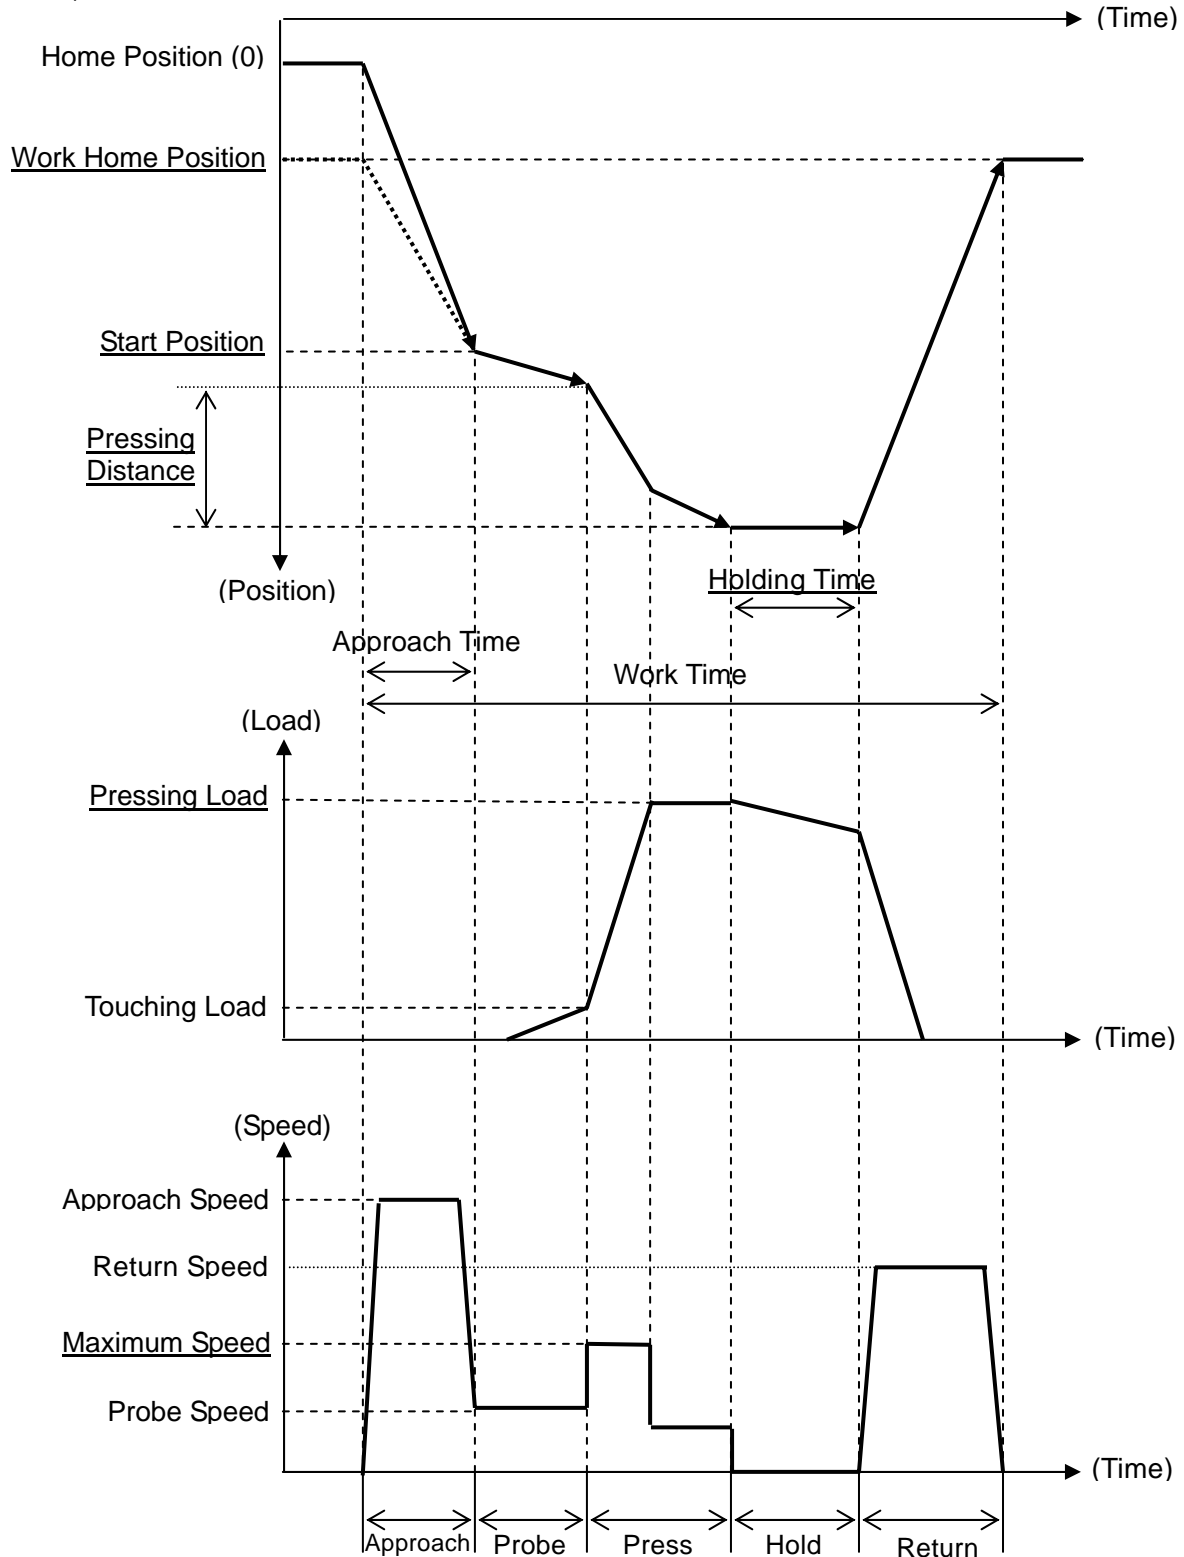 (Time)
Home Position (0)
Work Home Position
Start Position
Pressing
Distance
(Position)
Holding Time
Approach Time
Work Time
(Load)
Pressing Load
Touching Load
(Time)
(Speed)
Approach Speed
Return Speed
Maximum Speed
Probe Speed
(Time)
Approach
Probe
Press
Hold
Return